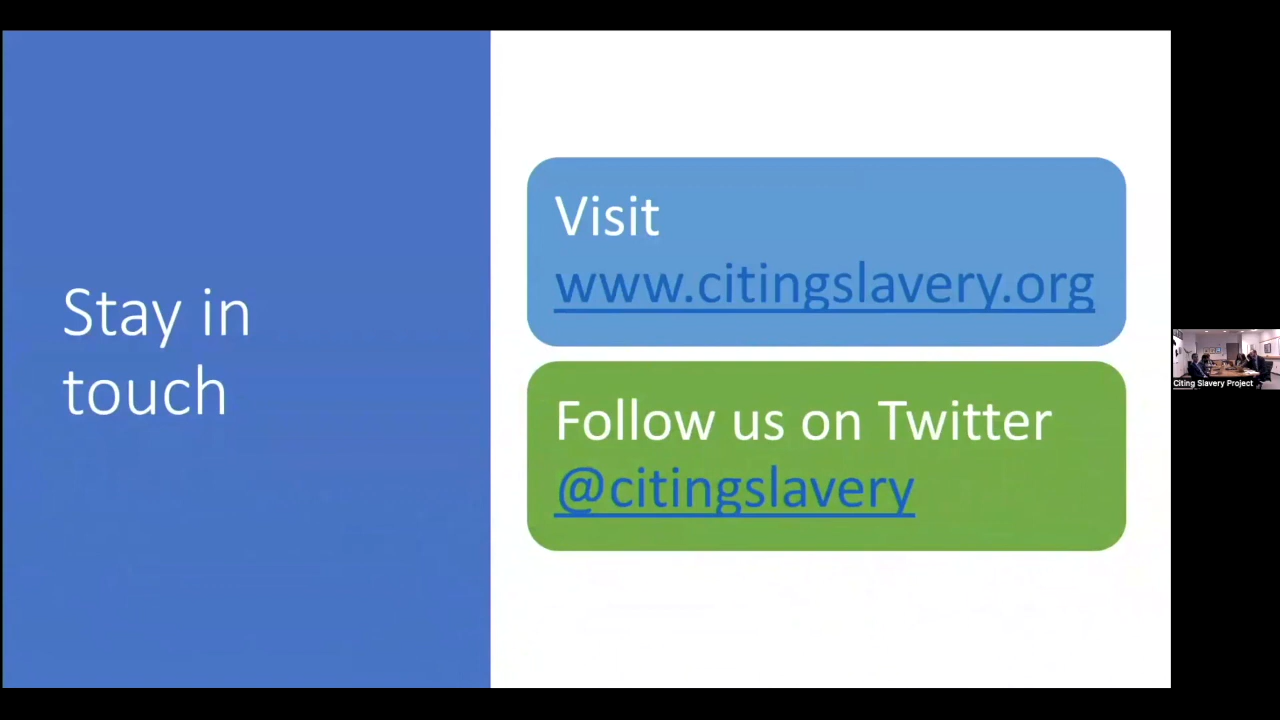 Stay in
touch
Visit
www.citingslavery.org
Follow us on Twitter
@citingslavery
Citing Slavery Project